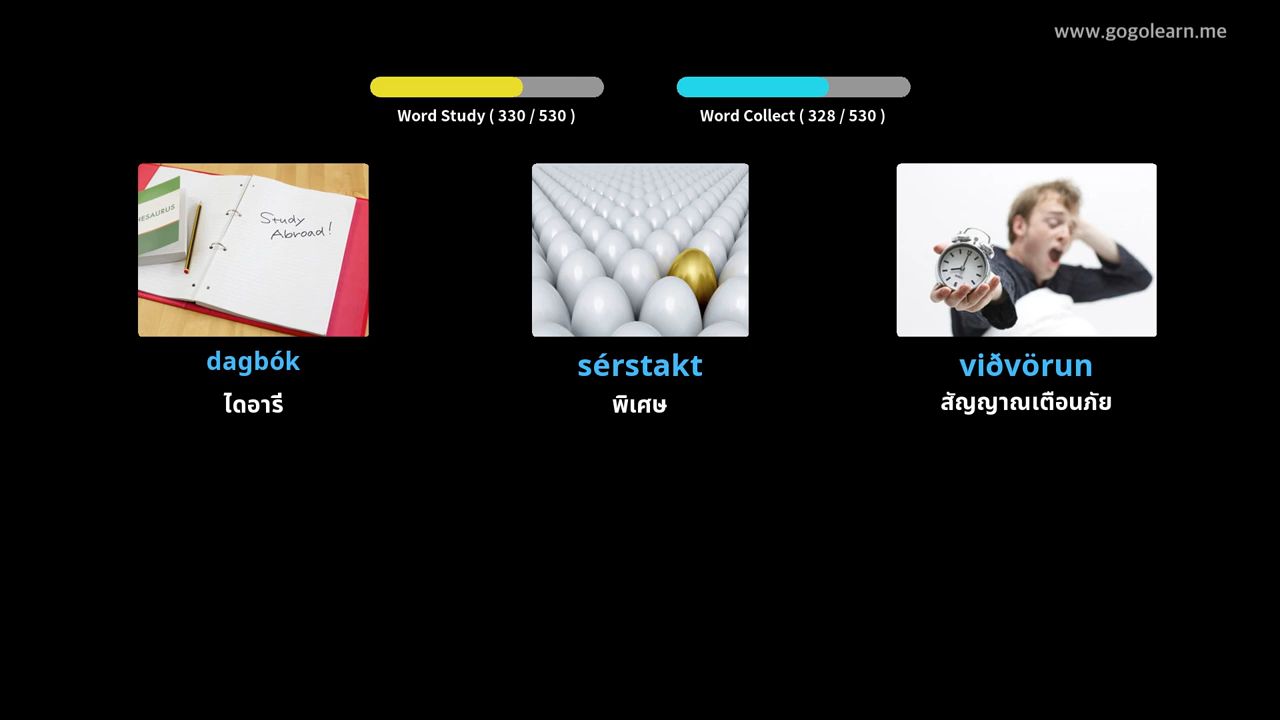 www.gogolearn.me
Word Study ( 330 / 530 )
Word Collect ( 328 / 530 )
Study
Abroad!
dagbók
sérstakt
viðvörun
ไดอารี
พิเศษ
สัญญาณเตือนภัย